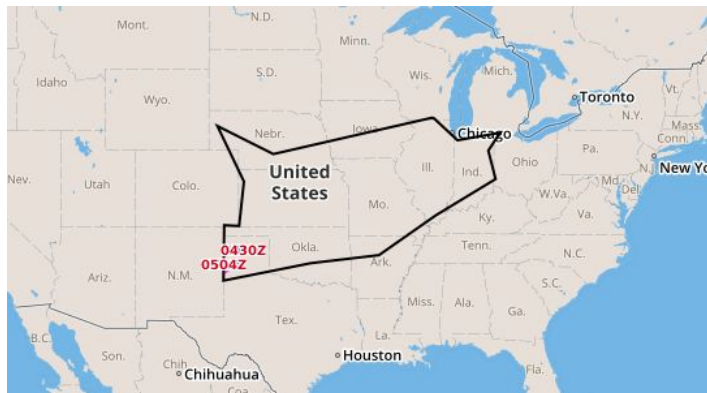 Mont.
N.D.
Minn.
Idaho
S.D.
Wis.
Mich.
Wyo.
Toronto
Vt.
N.Y.
Mass.
Nebr.
Iowa
Chicago
Conn.
Nev.
Utah
Colo.
United
States
Ill.
Ind.
Ohio
Pa.
N.J.
New Yo
Mo.
W.Va.
Md.
Del.
Ky.
Va.
0430Z
0504Z
Okla.
Ariz.
N.M.
Ark.
Tenn.
N.C.
S.C.
Miss.
Ala.
Ga.
Tex.
La.
B.C.
Son.
Chih
Chihuahua
Coa.
Houston
Fla.